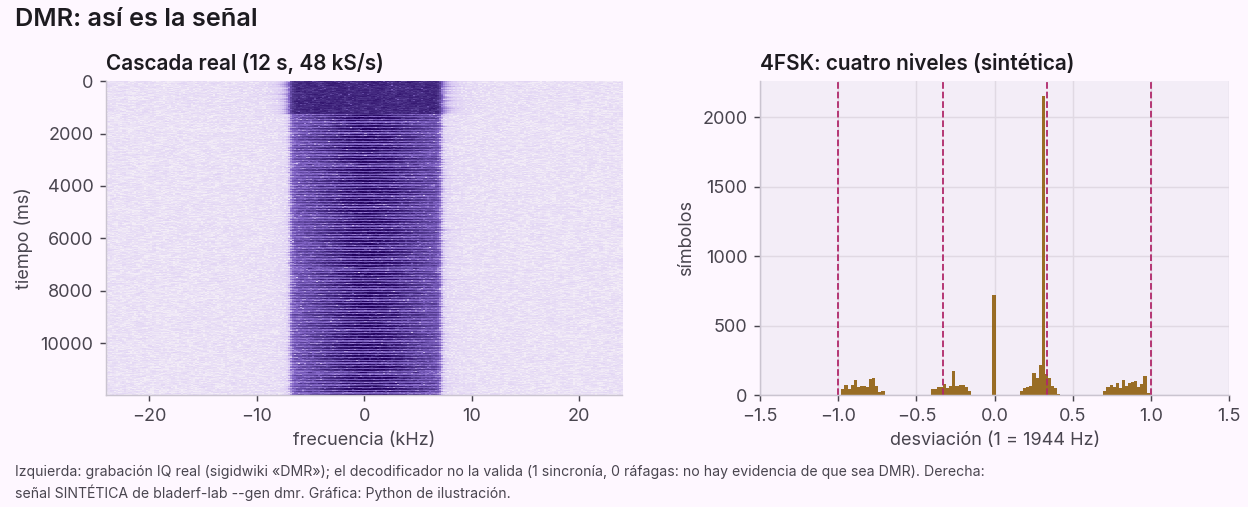 DMR: así es la señal
Cascada real (12 s, 48 kS/s)
0
2000
4000
6000
8000
10000
tiempo (ms)
−20
−10
0
10
20
frecuencia (kHz)
4FSK: cuatro niveles (sintética)
2000
1500
1000
500
0
símbolos
−1.5
−1.0
−0.5
0.0
0.5
1.0
1.5
desviación (1 = 1944 Hz)
Izquierda: grabación IQ real (sigidwiki «DMR»); el decodificador no la valida (1 sincronía, 0 ráfagas: no hay evidencia de que sea DMR). Derecha:
señal SINTÉTICA de bladerf-lab --gen dmr. Gráfica: Python de ilustración.